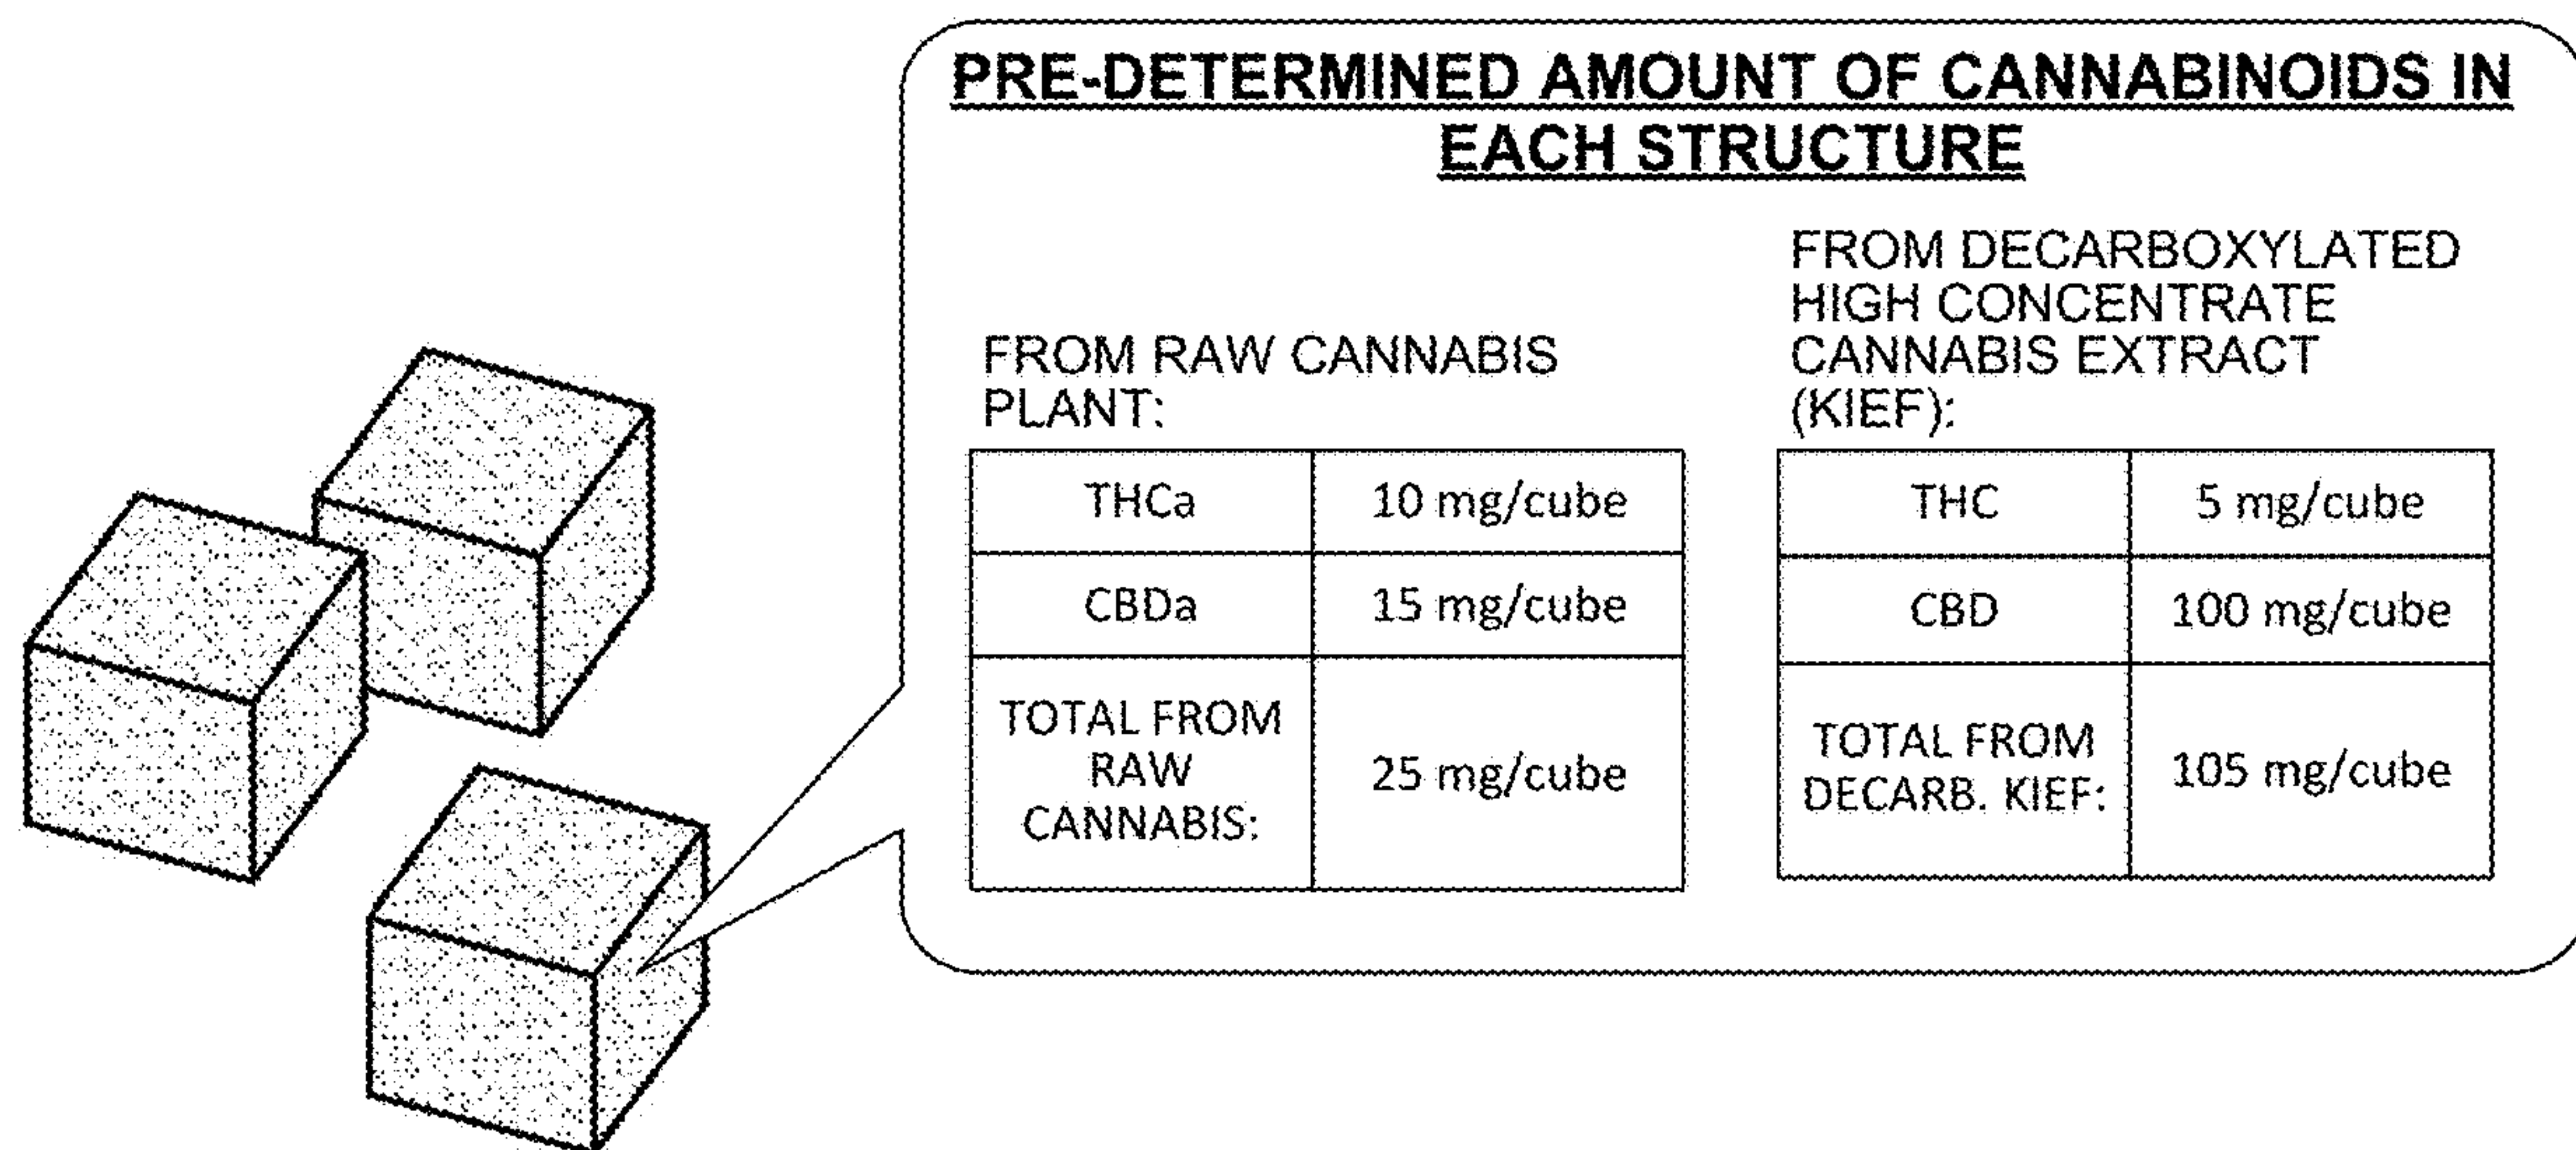 PRE-DETERMINED AMOUNT OF CANNABINOIDS IN
EACH STRUCTURE
FROM RAW CANNABIS
PLANT:
THCa 10 mg/cube
CBDa 15 mg/cube
TOTAL FROM
RAW
CANNABIS:
25 mg/cube
FROM DECARBOXYLATED
HIGH CONCENTRATE
CANNABIS EXTRACT
(KIEF):
THC 5 mg/cube
CBD 100 mg/cube
TOTAL FROM
DECARB. KIEF:
105 mg/cube